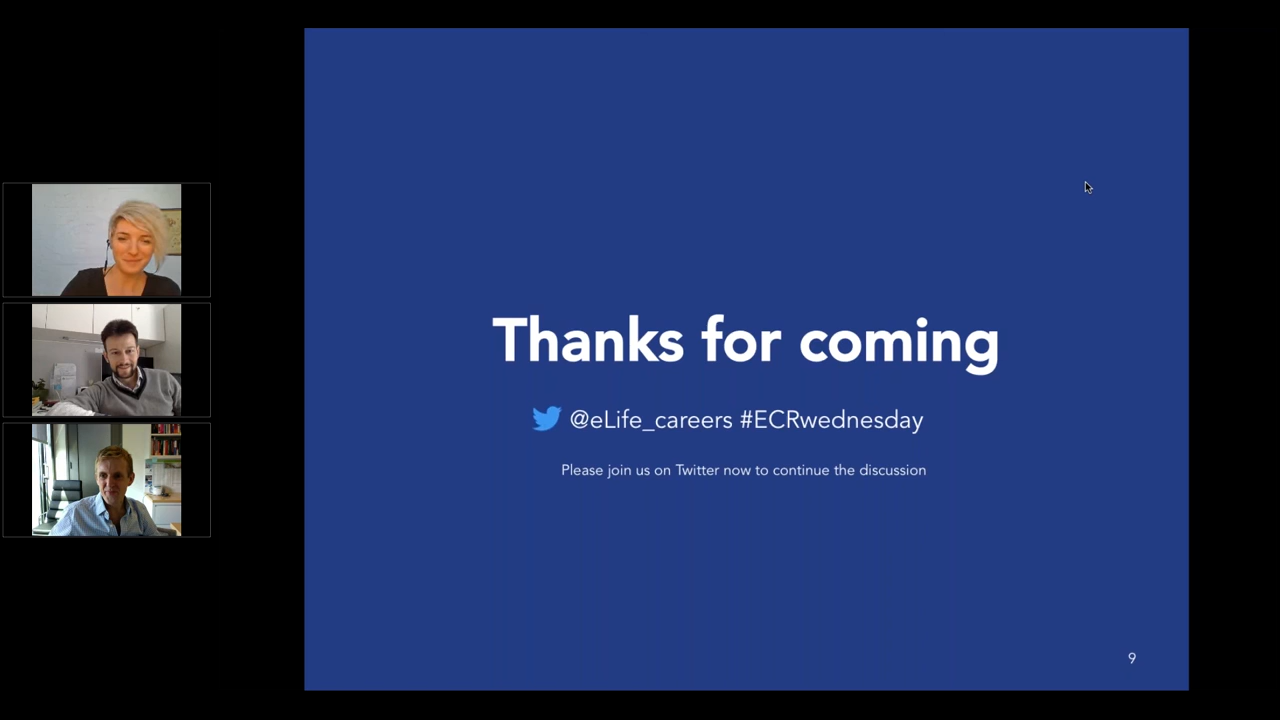 Thanks for coming
@eLife_careers #ECRwednesday
Please join us on Twitter now to continue the discussion
9